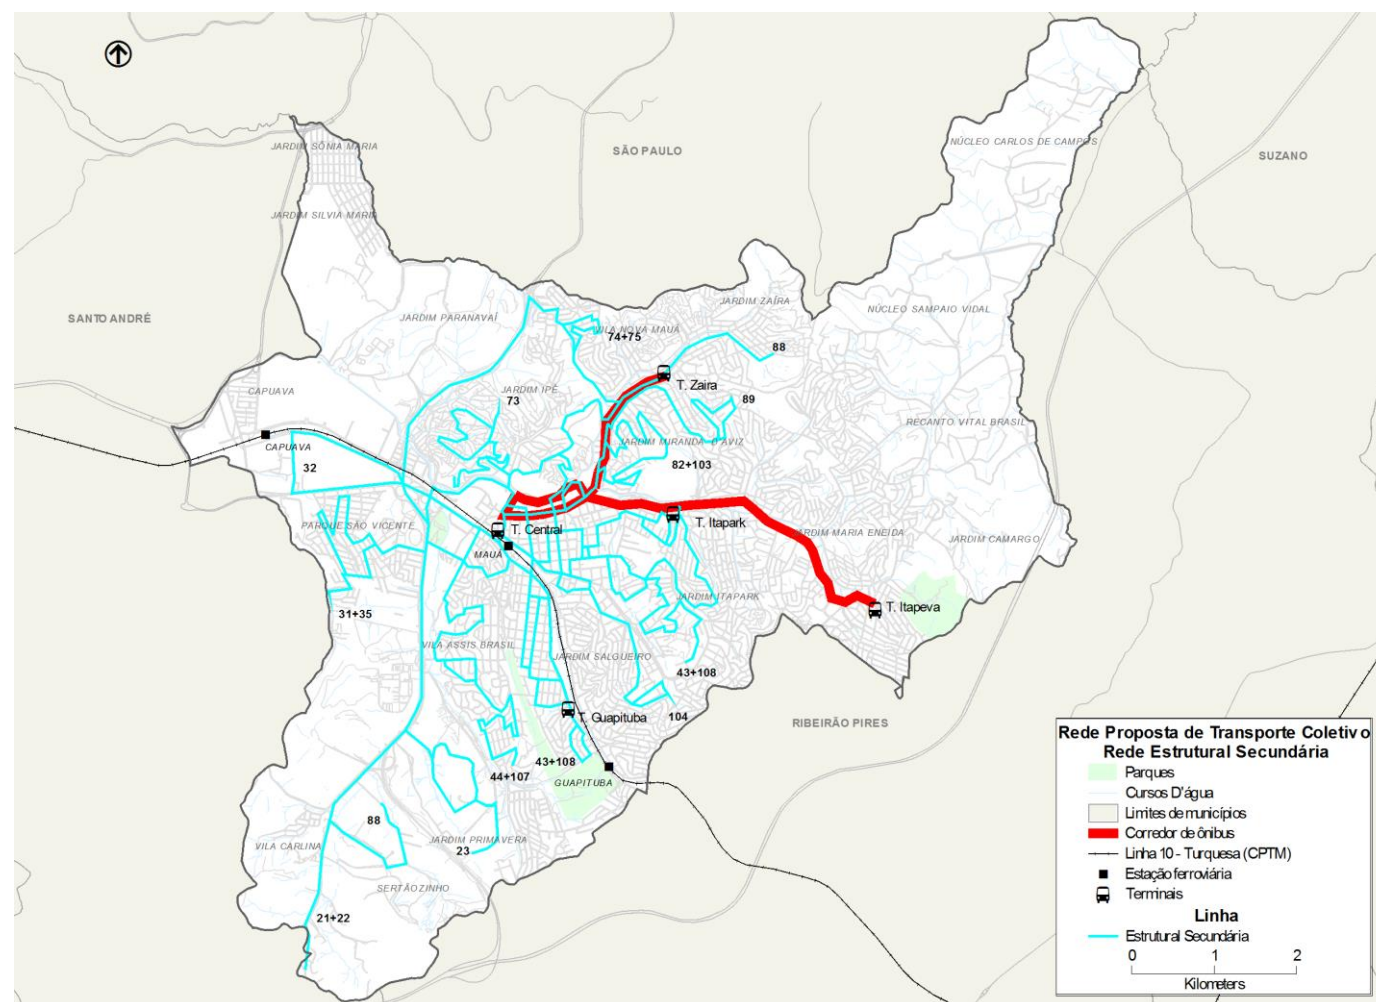 JARDIM SÔNIA MARIA
NÚCLEO CARLOS DE CAMPOS
SÃO PAULO
SUZANO
JARDIM SILVIA MARIA
JARDIM ZAÍRA
NÚCLEO SAMPAIO VIDAL
SANTO ANDRÉ
JARDIM PARANAVAÍ
VILA NOVA MAUÁ
74+75
88
T. Zaira
CAPUAVA
JARDIM IPÊ
73
89
RECANTO VITAL BRASIL
JARDIM MIRANDA D'AVIZ
CAPUAVA
32
82+103
PARQUE SÃO VICENTE
T. Central
T. Itapark
JARDIM MARIA ENEIDA
JARDIM CAMARGO
MAUÁ
JARDIM ITAPARK
T. Itapeva
31+35
VILA ASSIS BRASIL
JARDIM SALGUEIRO
43+108
T. Guapituba
104
RIBEIRÃO PIRES
43+108
44+107
GUAPITUBA
88
VILA CARLINA
JARDIM PRIMAVERA
23
SERTÃOZINHO
21+22
Rede Proposta de Transporte Coletivo
Rede Estrutural Secundária
Parques
Cursos D'água
Limites de municípios
Corredor de ônibus
Linha 10 - Turquesa (CPTM)
Estação ferroviária
Terminais
Linha
Estrutural Secundária
0 1 2
Kilometers